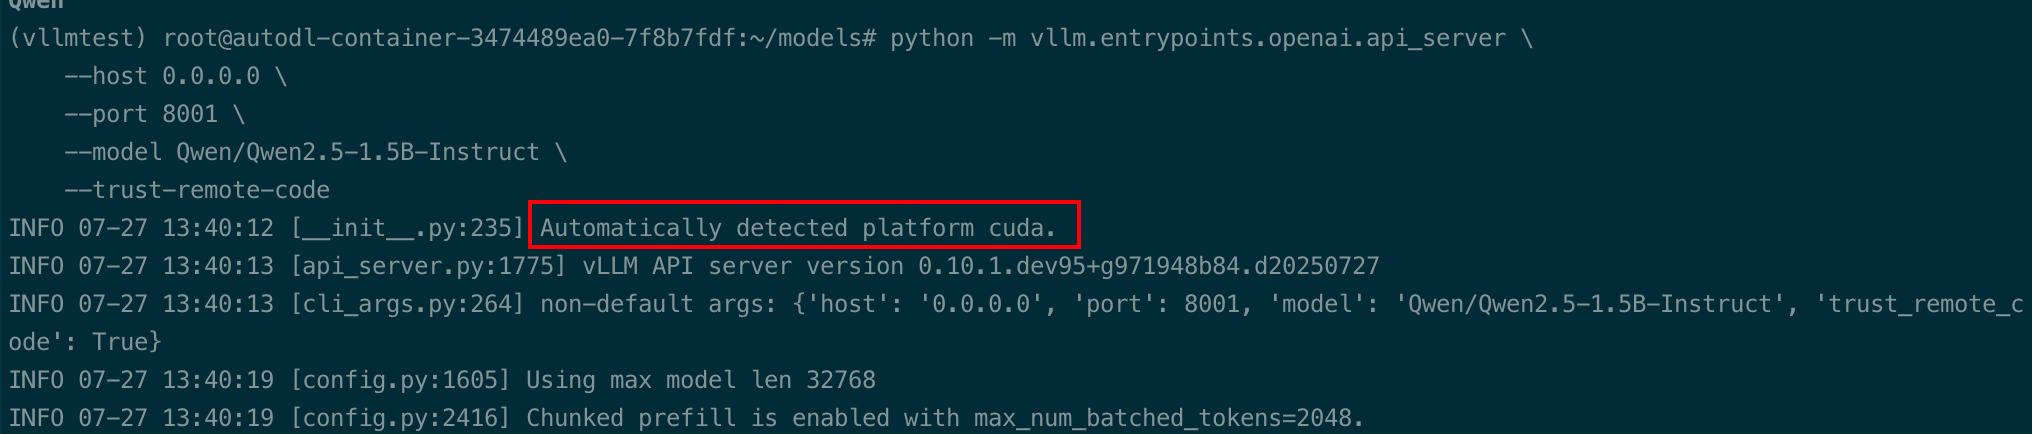 Qwen
(vllmtest) root@autodl-container-3474489ea0-7f8b7fdf:~/models# python -m vllm.entrypoints.openai.api_server \
    --host 0.0.0.0 \
    --port 8001 \
    --model Qwen/Qwen2.5-1.5B-Instruct \
    --trust-remote-code
INFO 07-27 13:40:12 [__init__.py:235] Automatically detected platform cuda.
INFO 07-27 13:40:13 [api_server.py:1775] vLLM API server version 0.10.1.dev95+g971948b84.d20250727
INFO 07-27 13:40:13 [cli_args.py:264] non-default args: {'host': '0.0.0.0', 'port': 8001, 'model': 'Qwen/Qwen2.5-1.5B-Instruct', 'trust_remote_c
ode': True}
INFO 07-27 13:40:19 [config.py:1605] Using max model len 32768
INFO 07-27 13:40:19 [config.py:2416] Chunked prefill is enabled with max_num_batched_tokens=2048.